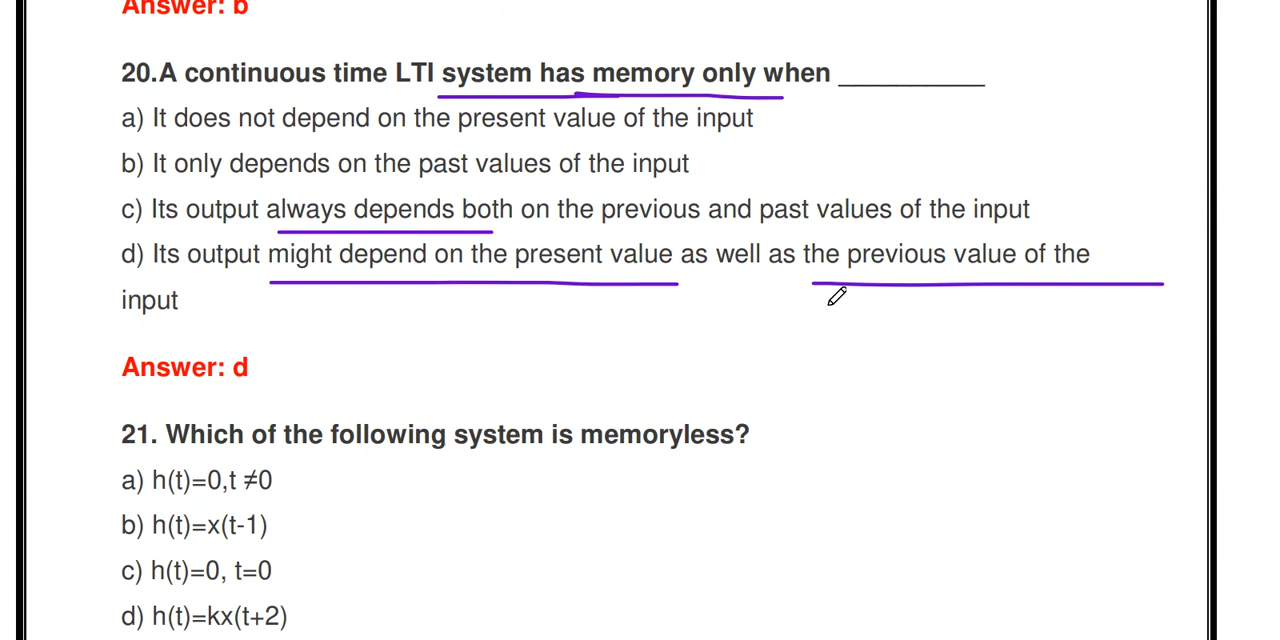 Answer: b
20.A continuous time LTI system has memory only when ___________
a) It does not depend on the present value of the input
b) It only depends on the past values of the input
c) Its output always depends both on the previous and past values of the input
d) Its output might depend on the present value as well as the previous value of the
input
Answer: d
21. Which of the following system is memoryless?
a) h(t)=0,t ≠0
b) h(t)=x(t-1)
c) h(t)=0, t=0
d) h(t)=kx(t+2)